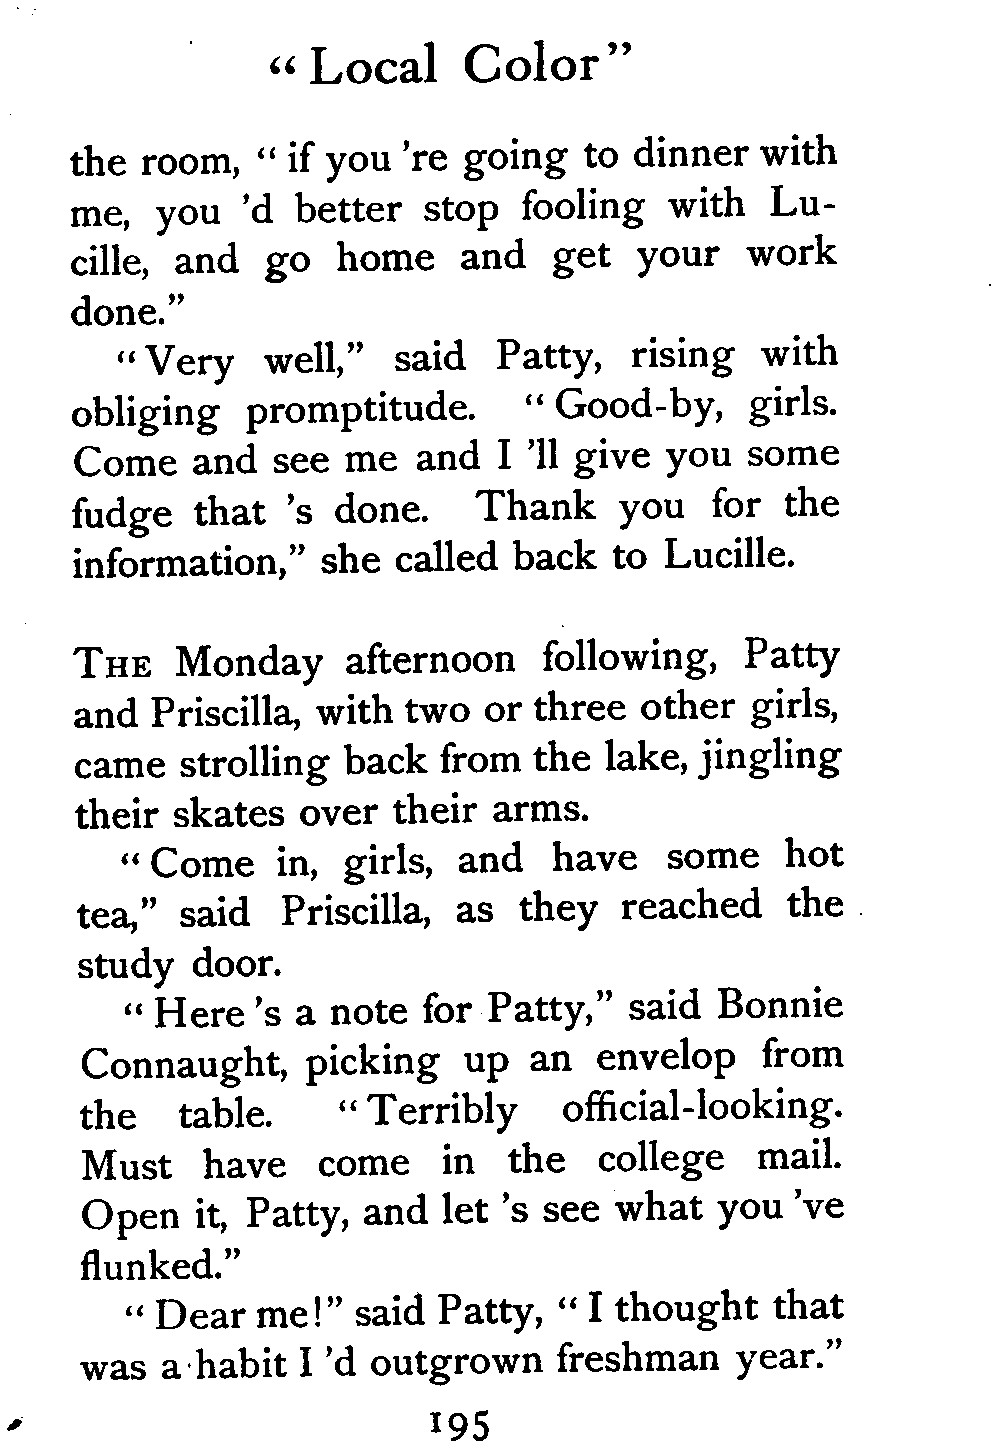 “ Local Color”
the room, “ if you ’re going to dinner with
me, you ’d better stop fooling with Lu-
cille, and go home and get your work
done.”
“ Very well,” said Patty, rising with
obliging promptitude. “ Good-by, girls.
Come and see me and I ’ll give you some
fudge that ’s done. Thank you for the
information,” she called back to Lucille.
THE Monday afternoon following, Patty
and Priscilla, with two or three other girls,
came strolling back from the lake, jingling
their skates over their arms.
“ Come in, girls, and have some hot
tea,” said Priscilla, as they reached the
study door.
“ Here ’s a note for Patty,” said Bonnie
Connaught, picking up an envelop from
the table. “ Terribly official-looking.
Must have come in the college mail.
Open it, Patty, and let ’s see what you ’ve
flunked.”
“ Dear me!” said Patty, “ I thought that
was a habit I ’d outgrown freshman year.”
195